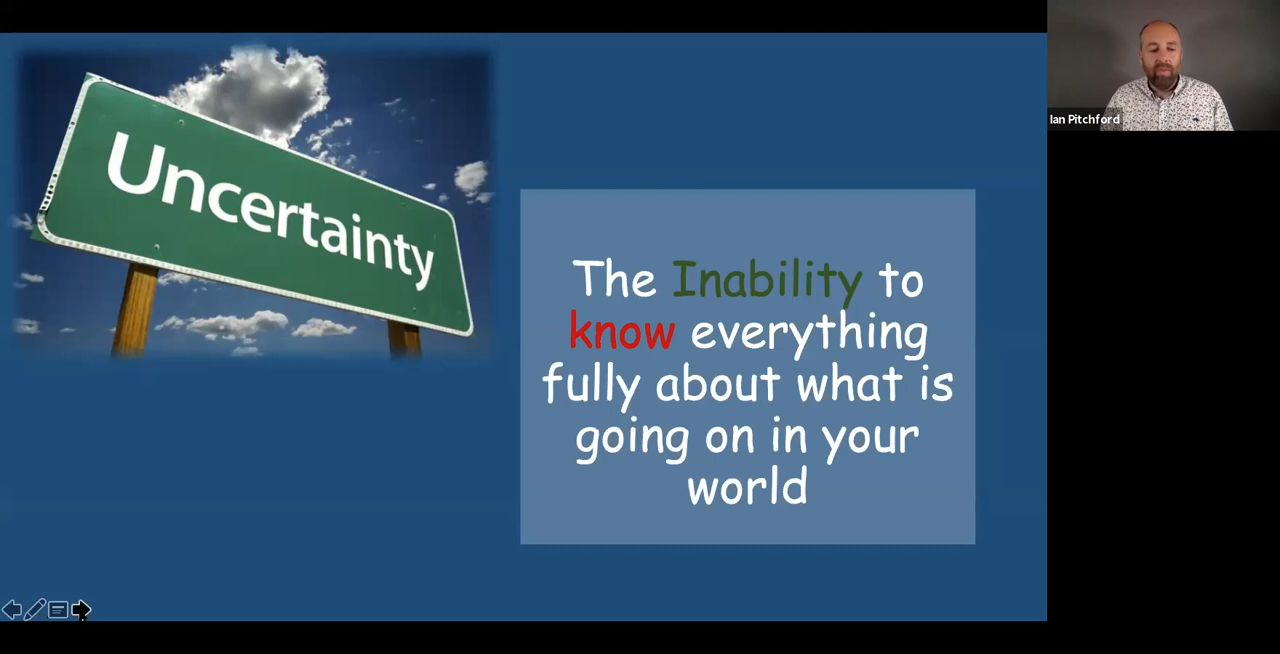 Uncertainty
Ian Pitchford
The Inability to
know everything
fully about what is
going on in your
world